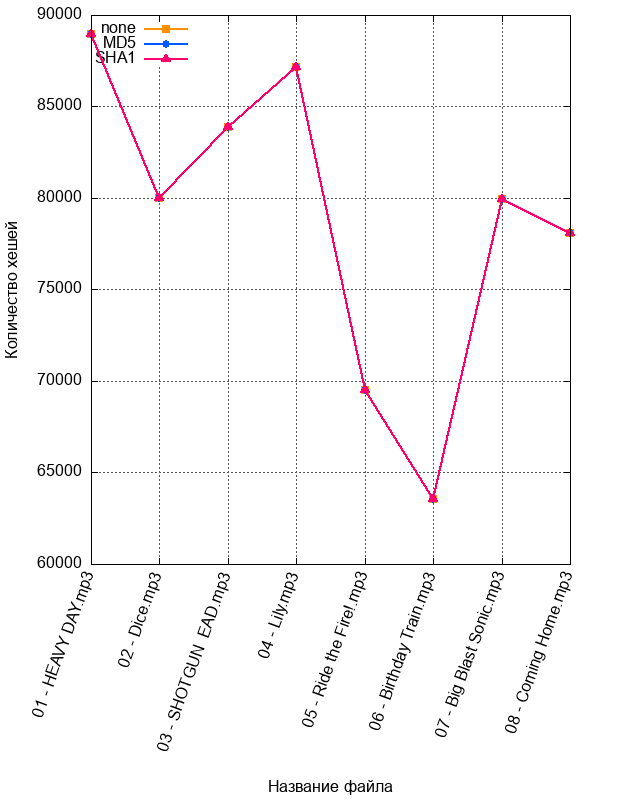 none
MD5
SHA1
90000
85000
80000
75000
70000
65000
60000
Количество хешей
01 - HEAVY DAY.mp3
02 - Dice.mp3
03 - SHOTGUN  EAD.mp3
04 - Lily.mp3
05 - Ride the Fire!.mp3
06 - Birthday Train.mp3
07 - Big Blast Sonic.mp3
08 - Coming Home.mp3
Название файла